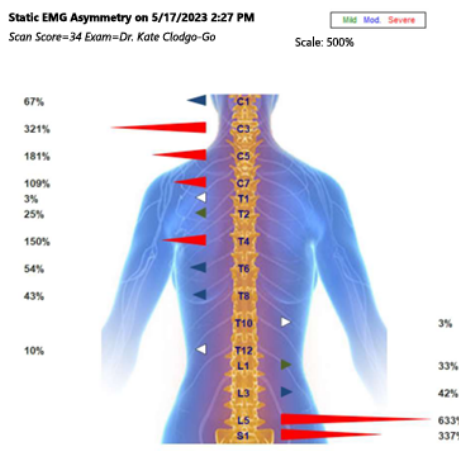 Static EMG Asymmetry on 5/17/2023 2:27 PM
Mild Mod. Severe
Scan Score=34 Exam=Dr. Kate Clodgo-Go
Scale: 500%
67% C1
321% C3
181% C5
109% C7
3% T1
25% T2
150% T4
54% T6
43% T8
T10 3%
10% T12
L1 33%
L3 42%
L5 633%
S1 337%